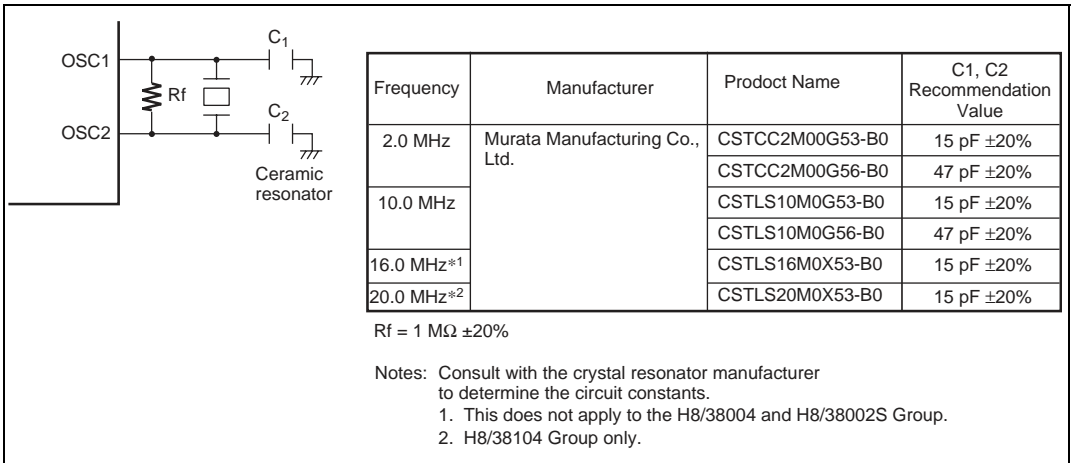 OSC1
C1
Rf
OSC2
C2
Ceramic
resonator
Frequency
Manufacturer
Prodoct Name
C1, C2
Recommendation
Value
2.0 MHz
Murata Manufacturing Co.,
Ltd.
CSTCC2M00G53-B0
15 pF ±20%
CSTCC2M00G56-B0
47 pF ±20%
10.0 MHz
CSTLS10M0G53-B0
15 pF ±20%
CSTLS10M0G56-B0
47 pF ±20%
16.0 MHz*1
CSTLS16M0X53-B0
15 pF ±20%
20.0 MHz*2
CSTLS20M0X53-B0
15 pF ±20%
Rf = 1 MΩ ±20%
Notes: Consult with the crystal resonator manufacturer
to determine the circuit constants.
1. This does not apply to the H8/38004 and H8/38002S Group.
2. H8/38104 Group only.